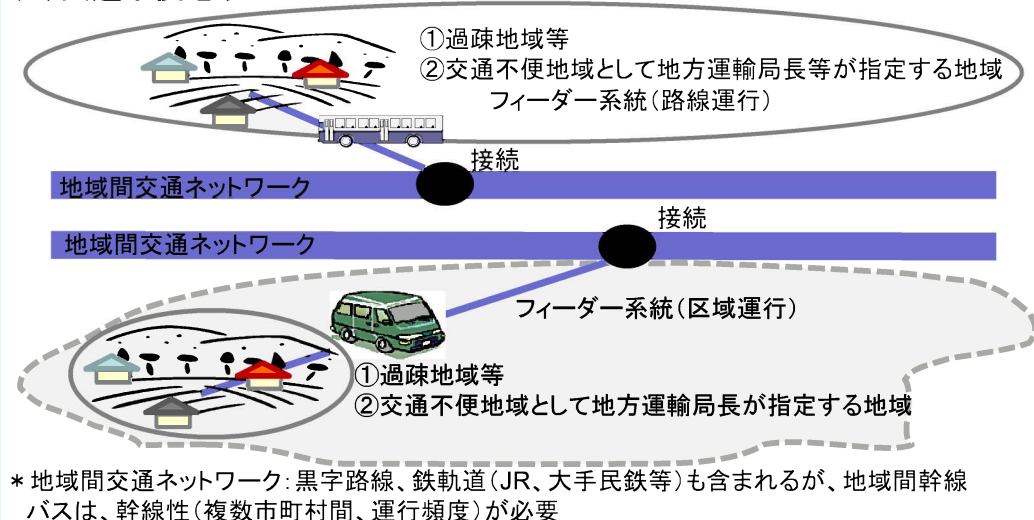 ①過疎地域等
②交通不便地域として地方運輸局長等が指定する地域
フィーダー系統(路線運行)
接続
地域間交通ネットワーク
接続
地域間交通ネットワーク
フィーダー系統(区域運行)
①過疎地域等
②交通不便地域として地方運輸局長が指定する地域
*地域間交通ネットワーク:黒字路線、鉄軌道(JR、大手民鉄等)も含まれるが、地域間幹線
バスは、幹線性(複数市町村間、運行頻度)が必要